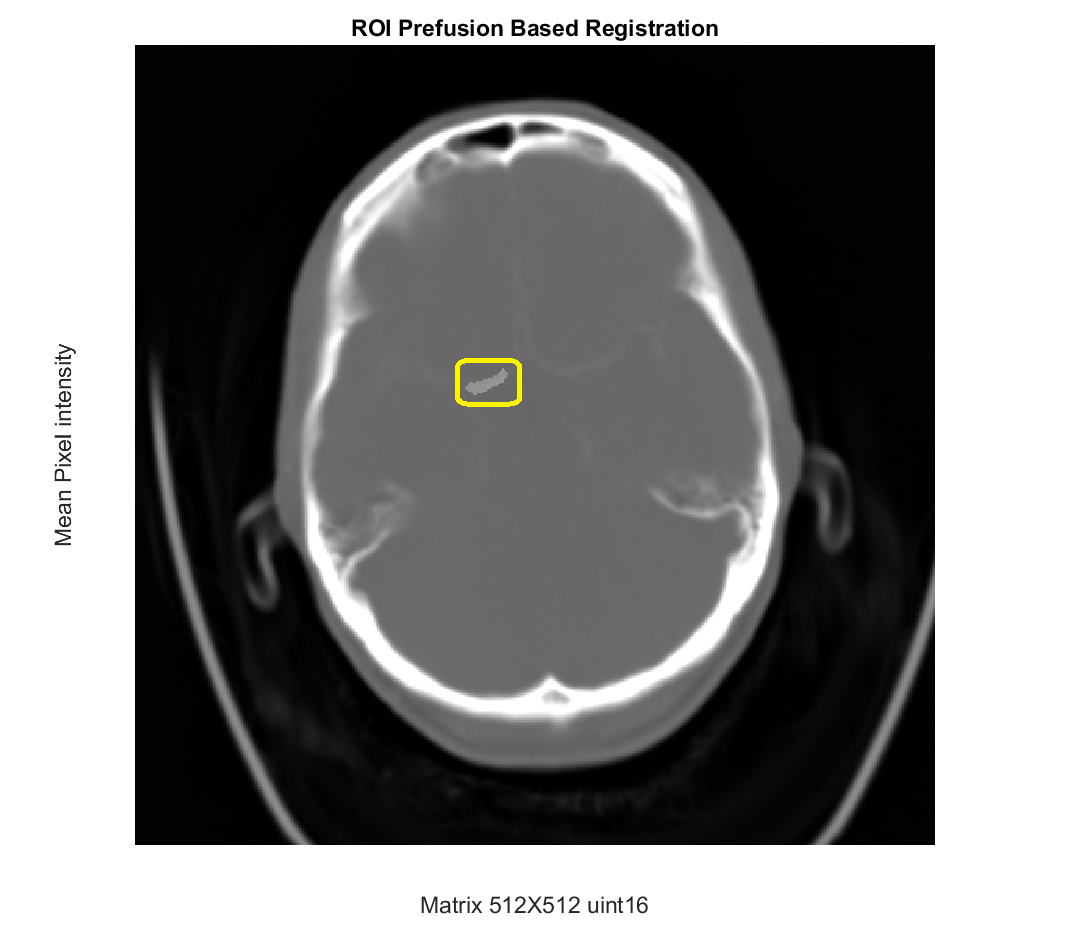 ROI Prefusion Based Registration
Mean Pixel intensity
Matrix 512X512 uint16